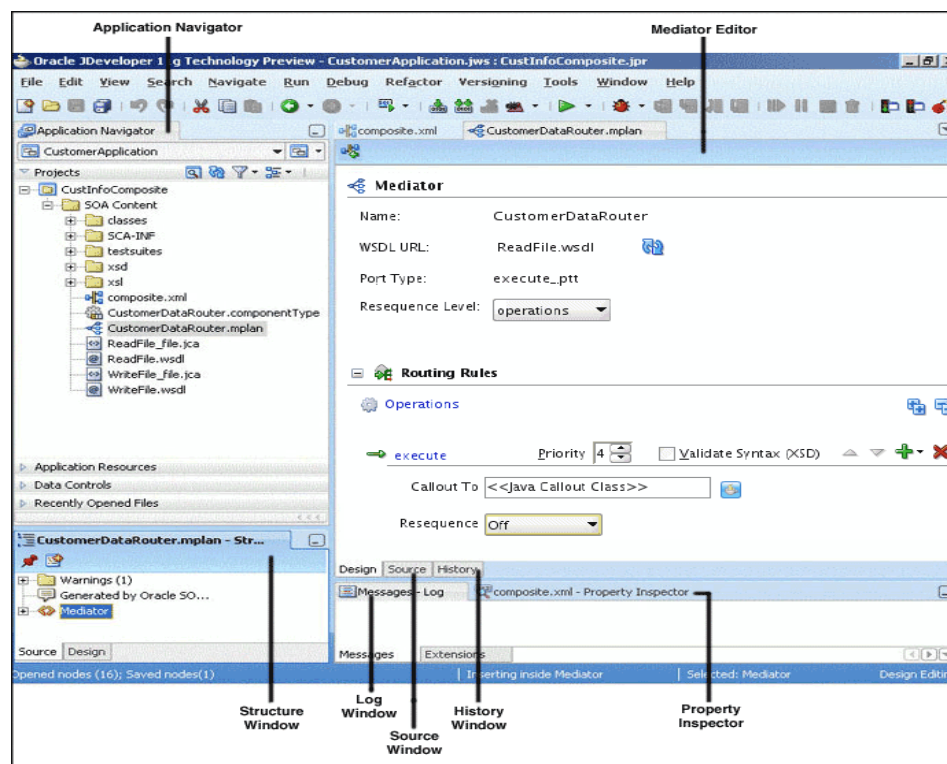 Application Navigator
Mediator Editor
Oracle JDeveloper 11g Technology Preview - CustomerApplication.jws : CustInfoComposite.jpr
File Edit View Search Navigate Run Debug Refactor Versioning Tools Window Help
Application Navigator
composite.xml
CustomerDataRouter.mplan
CustomerApplication
Projects
CustInfoComposite
SOA Content
classes
SCA-INF
testsuites
xsd
xsl
composite.xml
CustomerDataRouter.componentType
CustomerDataRouter.mplan
ReadFile_file.jca
ReadFile.wsdl
WriteFile_file.jca
WriteFile.wsdl
Application Resources
Data Controls
Recently Opened Files
Mediator
Name: CustomerDataRouter
WSDL URL: ReadFile.wsdl
Port Type: execute_ptt
Resequence Level: operations
Routing Rules
Operations
execute Priority 4 Validate Syntax (XSD)
Callout To <<Java Callout Class>>
Resequence Off
Design Source History
CustomerDataRouter.mplan - Str...
Warnings (1)
Generated by Oracle SO...
Mediator
Source Design
Messages - Log
composite.xml - Property Inspector
Messages Extensions
Opened nodes (16); Saved nodes(1)
Inserting inside Mediator
Selected: Mediator
Design Editin
Structure
Window
Log
Window
Source
Window
History
Window
Property
Inspector